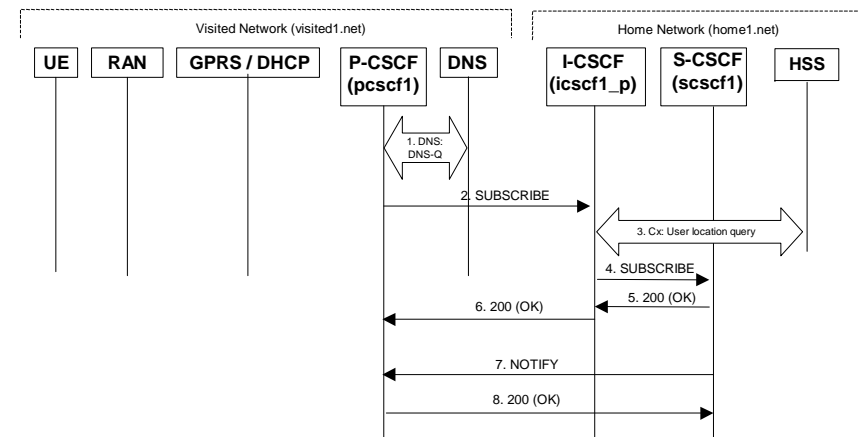 Visited Network (visited1.net)
Home Network (home1.net)
UE
RAN
GPRS / DHCP
P-CSCF
(pcscf1)
DNS
I-CSCF
(icscf1_p)
S-CSCF
(scscf1)
HSS
1. DNS:
DNS-Q
2. SUBSCRIBE
3. Cx: User location query
4. SUBSCRIBE
5. 200 (OK)
6. 200 (OK)
7. NOTIFY
8. 200 (OK)